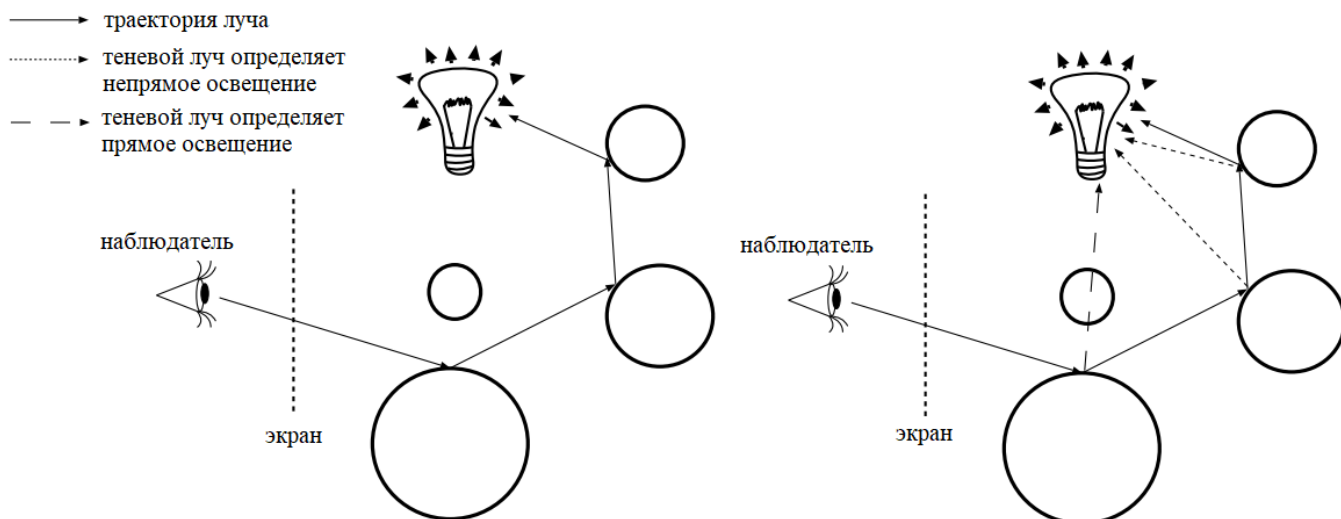 траектория луча
теневой луч определяет
непрямое освещение
теневой луч определяет
прямое освещение
наблюдатель
экран
наблюдатель
экран